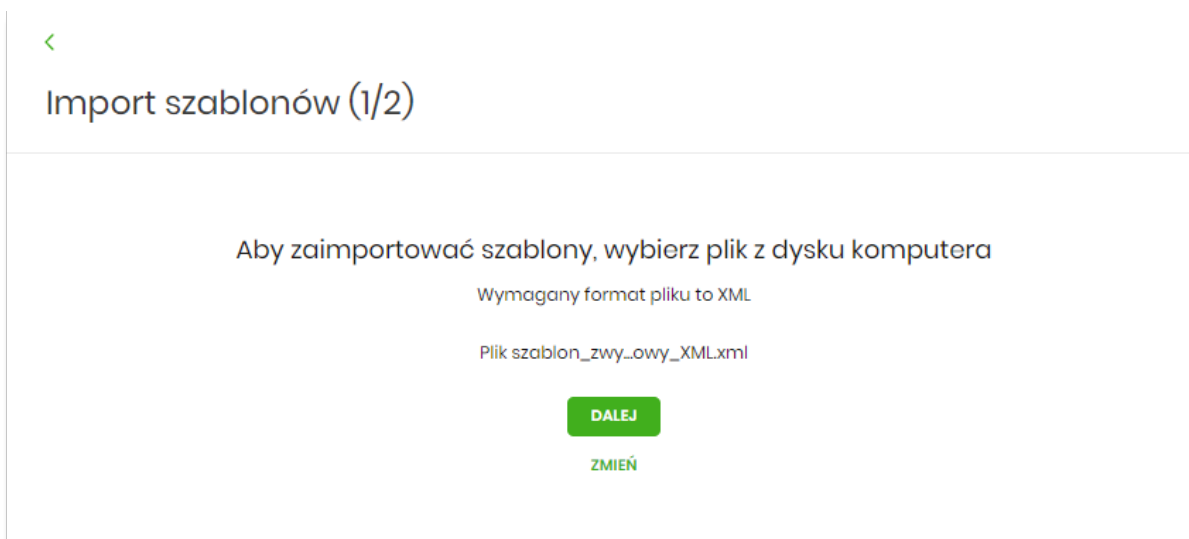 Import szablonów (1/2)
Aby zaimportować szablony, wybierz plik z dysku komputera
Wymagany format pliku to XML
Plik szablon_zwy...owy_XML.xml
DALEJ
ZMIEŃ